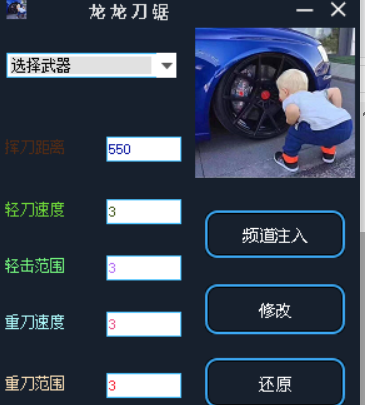 龙龙刀锯
选择武器
挥刀距离 550
轻刀速度 3
轻击范围 3
重刀速度 3
重刀范围 3
频道注入
修改
还原